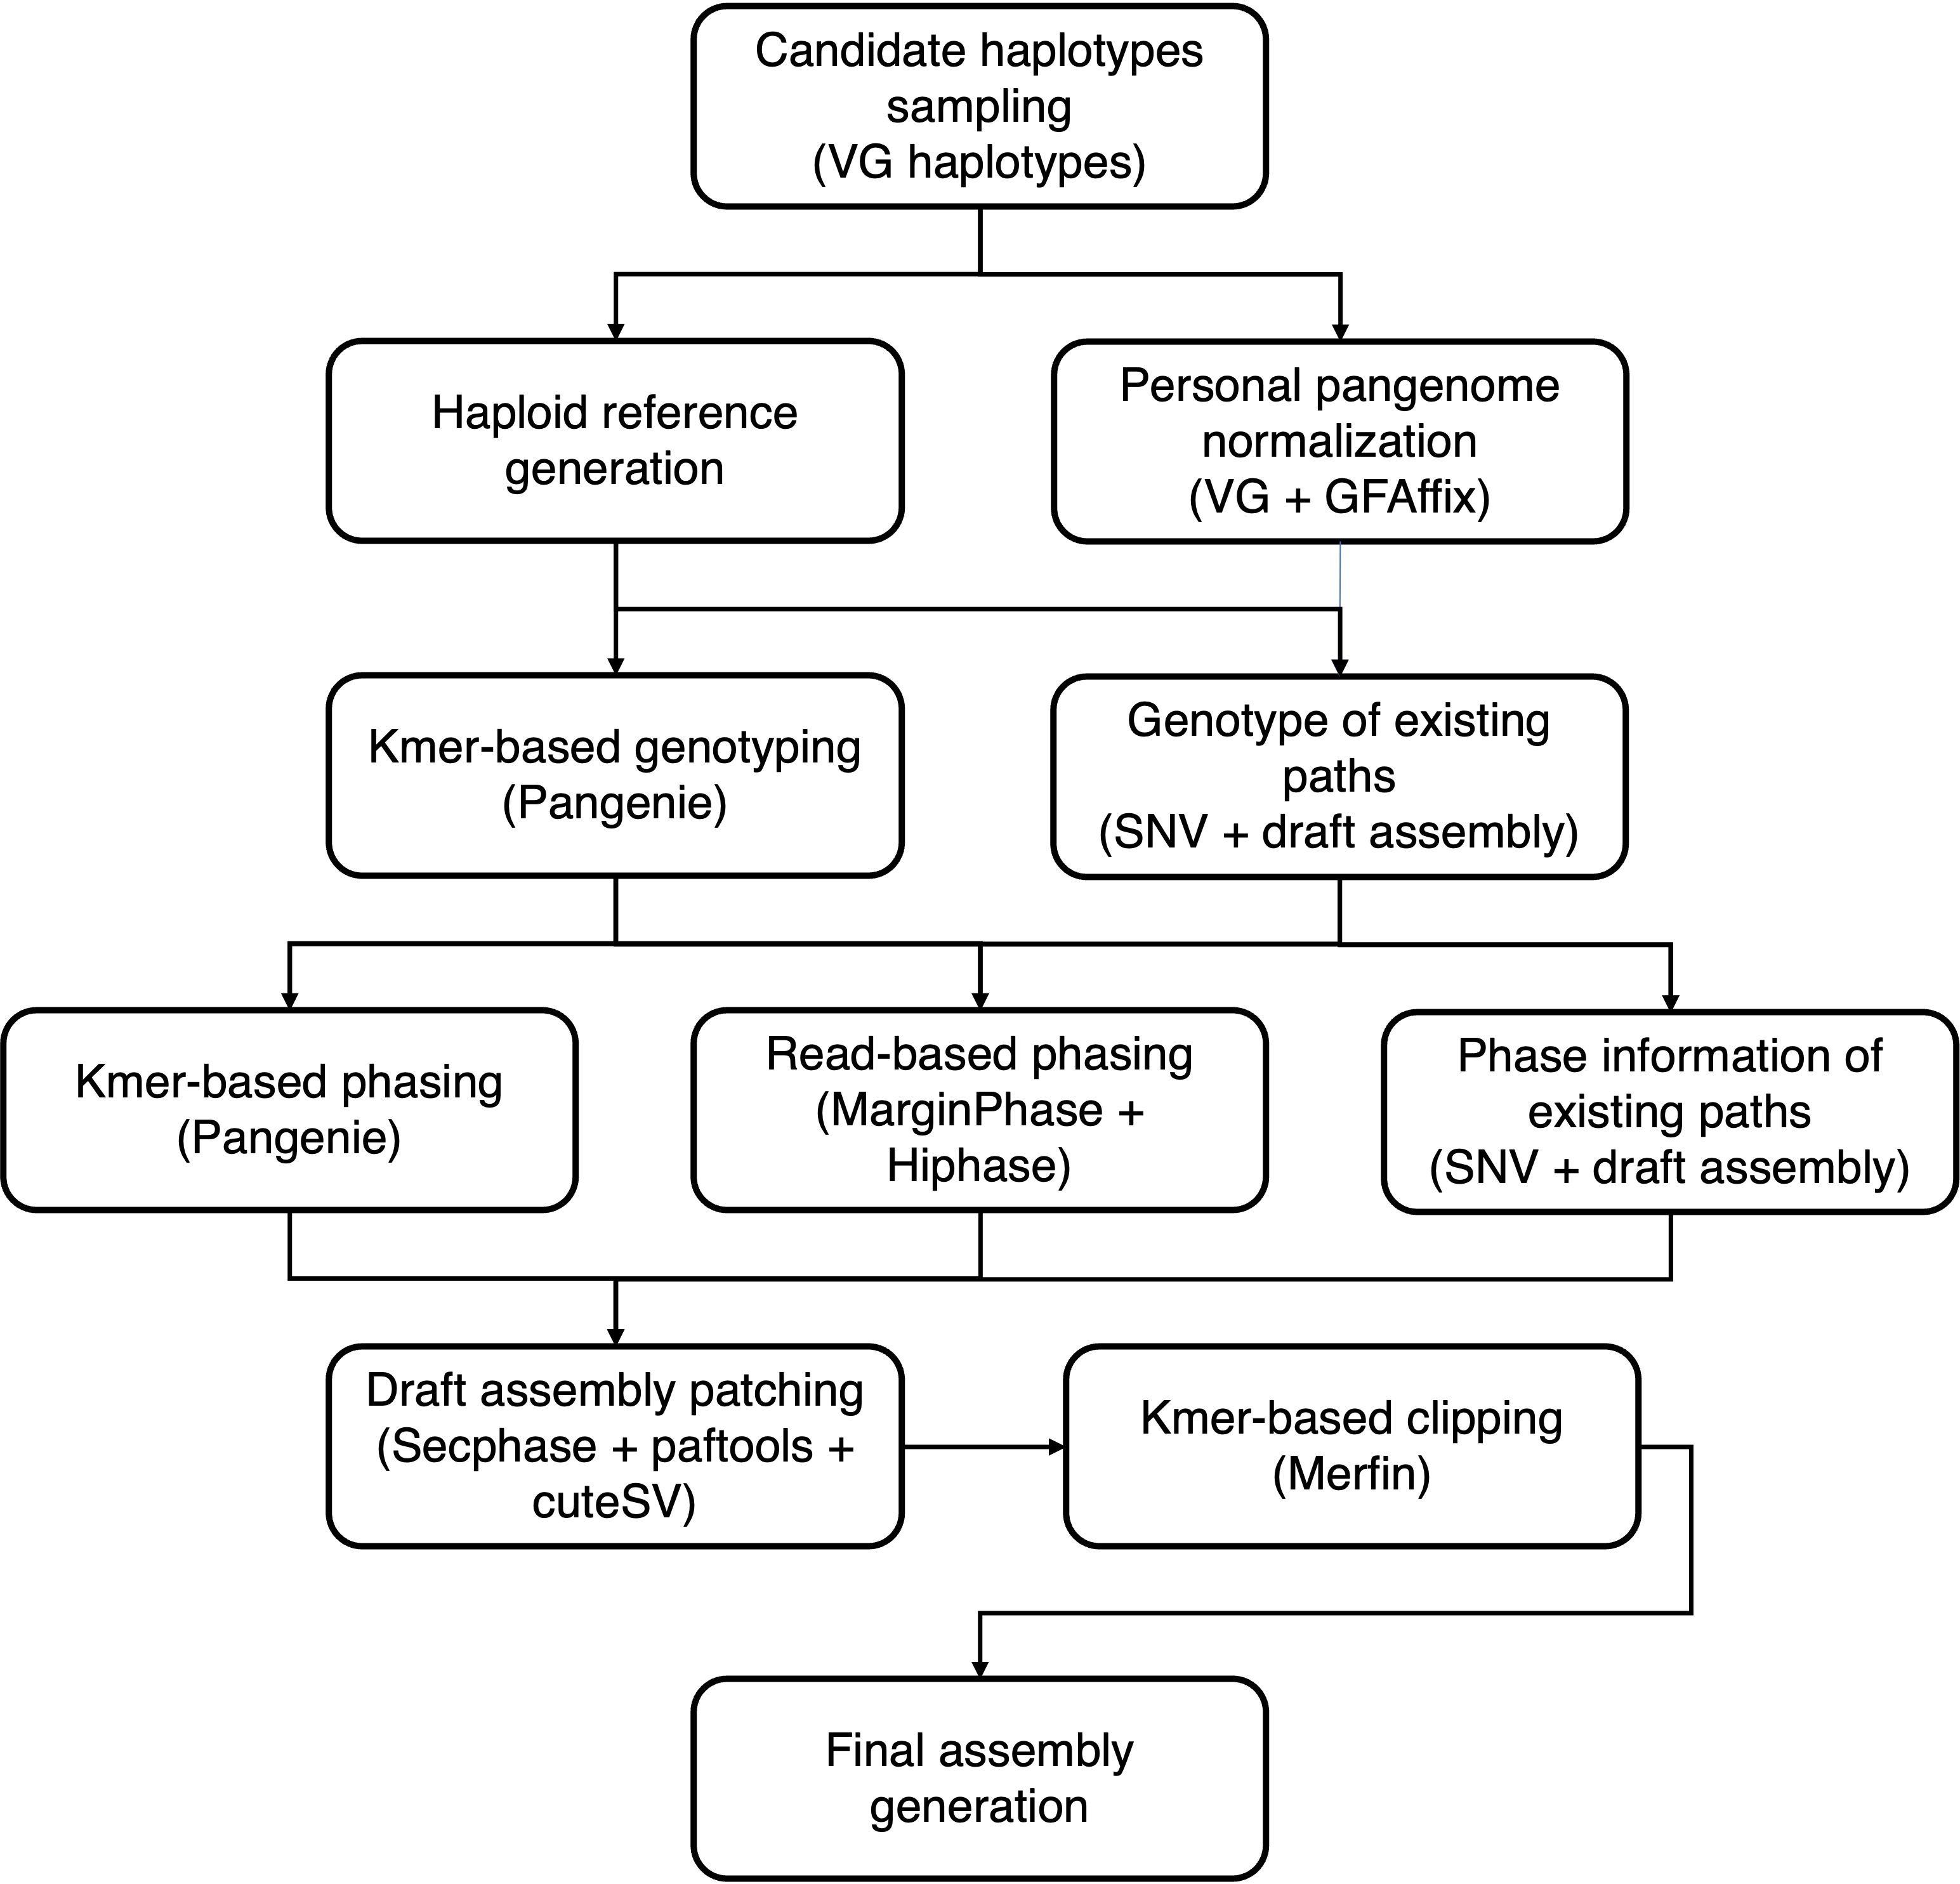 Candidate haplotypes
sampling
(VG haplotypes)
Haploid reference
generation
Personal pangenome
normalization
(VG + GFAffix)
Kmer-based genotyping
(Pangenie)
Genotype of existing
paths
(SNV + draft assembly)
Kmer-based phasing
(Pangenie)
Read-based phasing
(MarginPhase +
Hiphase)
Phase information of
existing paths
(SNV + draft assembly)
Draft assembly patching
(Secphase + paftools +
cuteSV)
Kmer-based clipping
(Merfin)
Final assembly
generation